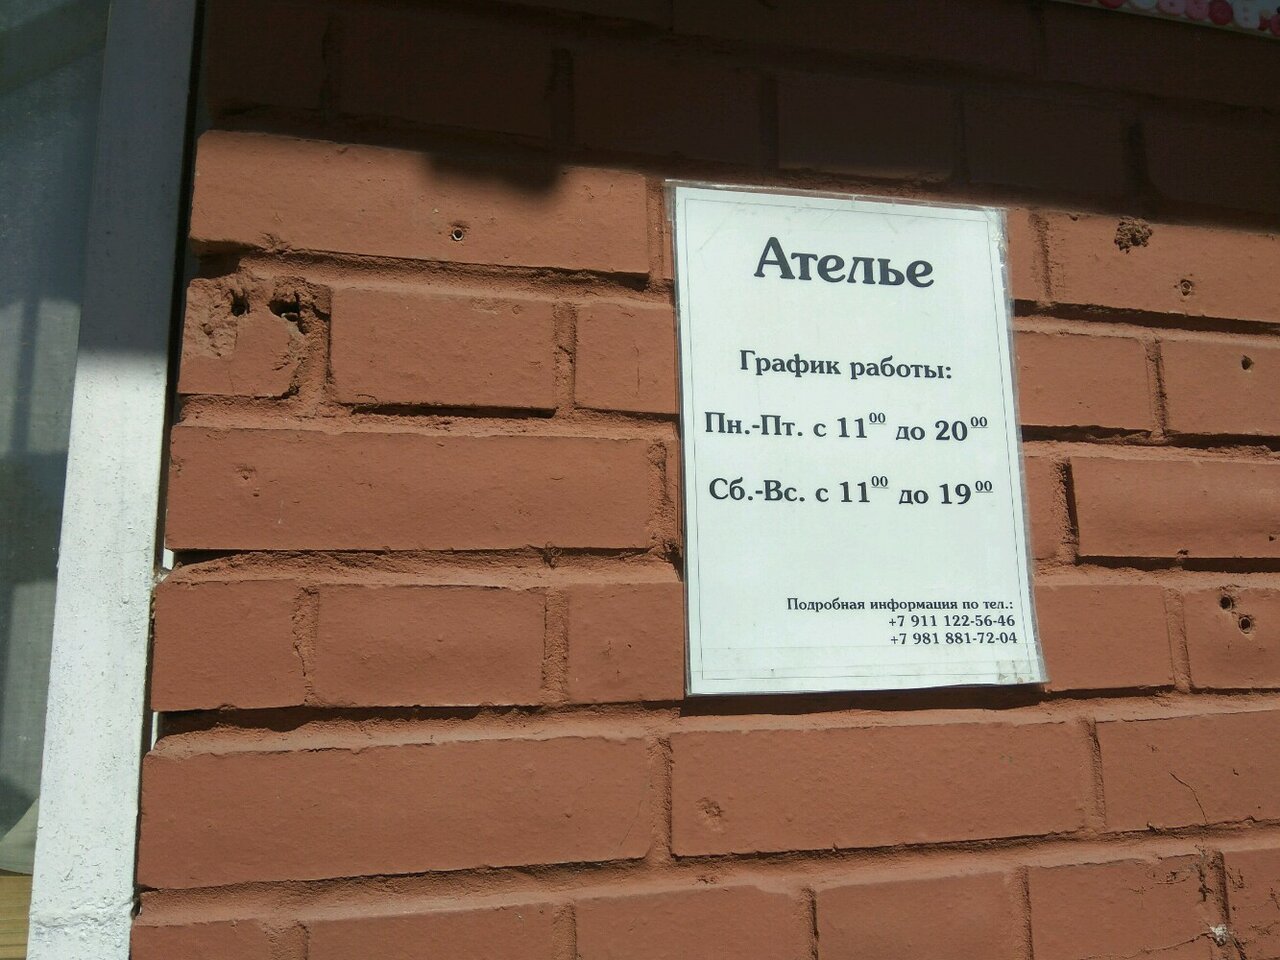 Ателье
График работы:
Пн.-Пт. с 11⁰⁰ до 20⁰⁰
Сб.-Вс. с 11⁰⁰ до 19⁰⁰
Подробная информация по тел.:
+7 911 122-56-46
+7 981 881-72-04